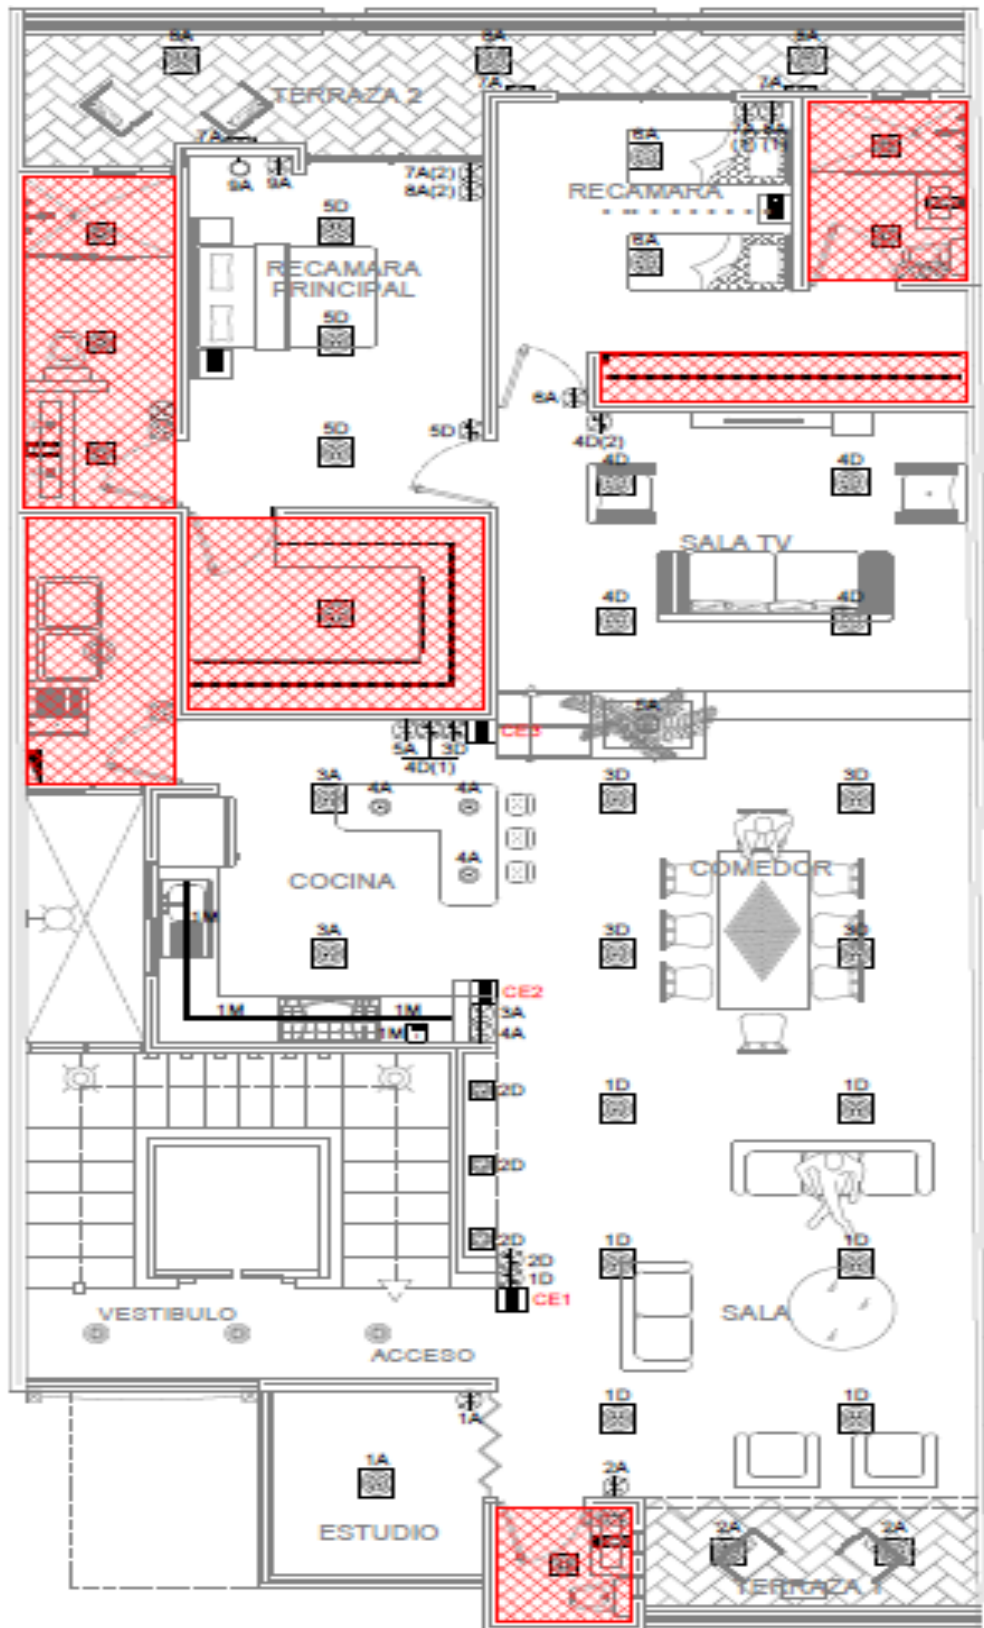 8A 8A 8A
7A 7A
TERRAZA 2
7A
6A
9A 9A
7A(2)
8A(2)
RECAMARA
5D
6A
RECAMARA
PRINCIPAL
5D
6A
5D 5D
4D(2)
4D 4D
SALA TV
4D 4D
5A
CE3
5A 3D
4D(1)
3A 4A 4A 3D 3D
4A
COCINA
COMEDOR
1M
3A 3D 3D
CE2
1M 1M 3A
1M 4A
2D 1D 1D
2D
2D 1D 1D
2D
1D
CE1
VESTIBULO SALA
ACCESO
1D 1D
1A
1A 2A
ESTUDIO
2A 2A
TERRAZA 1